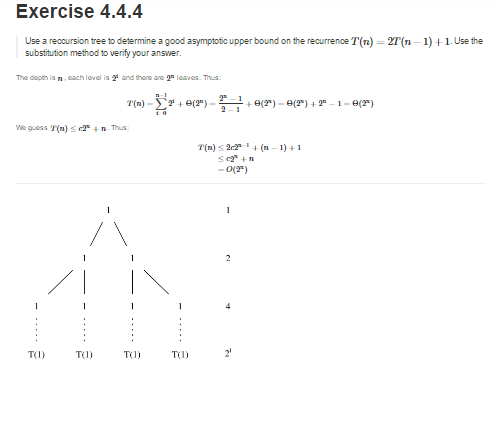 Exercise 4.4.4
Use a reccursion tree to determine a good asymptotic upper bound on the recurrence T(n) = 2T(n − 1) + 1. Use the
substitution method to verify your answer.
The depth is n, each level is 2^i and there are 2^n leaves. Thus:
T(n) = ∑_{i=0}^{n−1} 2^i + Θ(2^n) = (2^n − 1)/(2 − 1) + Θ(2^n) = Θ(2^n) + 2^n − 1 = Θ(2^n)
We guess T(n) ≤ c2^n + n. Thus:
T(n) ≤ 2c2^{n−1} + (n − 1) + 1
≤ c2^n + n
= O(2^n)
1 1
1 1 2
1 1 1 1 4
T(1) T(1) T(1) T(1) 2^i